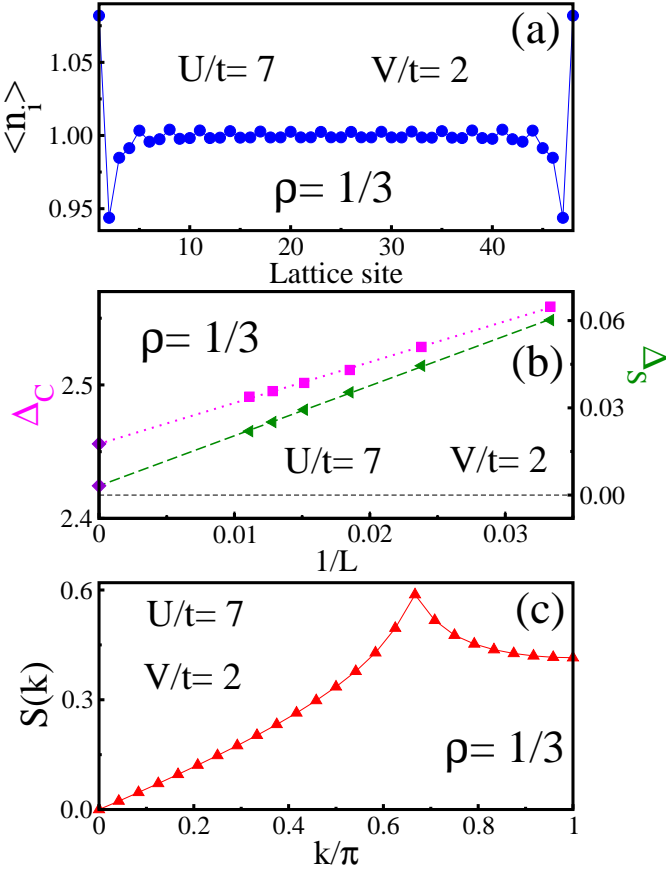 (a)
U/t= 7 V/t= 2
<n_i>
1.05
1.00
0.95
ρ= 1/3
10 20 30 40
Lattice site
(b)
ρ= 1/3
Δ_C
2.5
2.4
Δ_s
0.06
0.03
0.00
U/t= 7 V/t= 2
0 0.01 0.02 0.03
1/L
(c)
U/t= 7
V/t= 2
S(k)
0.6
0.3
0.0
ρ= 1/3
0 0.2 0.4 0.6 0.8 1
k/π